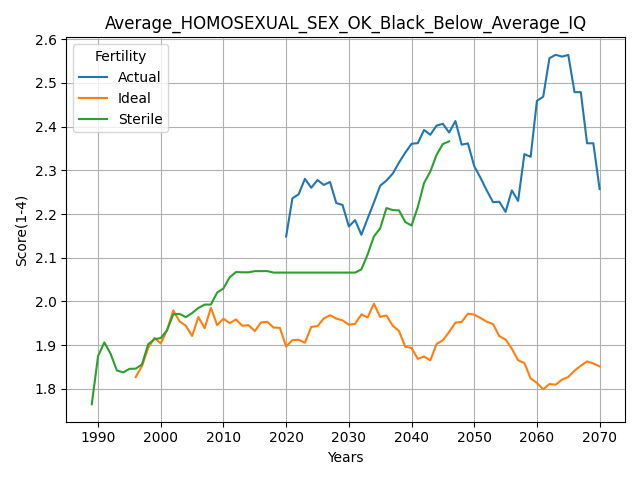 Average_HOMOSEXUAL_SEX_OK_Black_Below_Average_IQ
Fertility
Actual
Ideal
Sterile
Score(1-4)
2.6
2.5
2.4
2.3
2.2
2.1
2.0
1.9
1.8
1990 2000 2010 2020 2030 2040 2050 2060 2070
Years